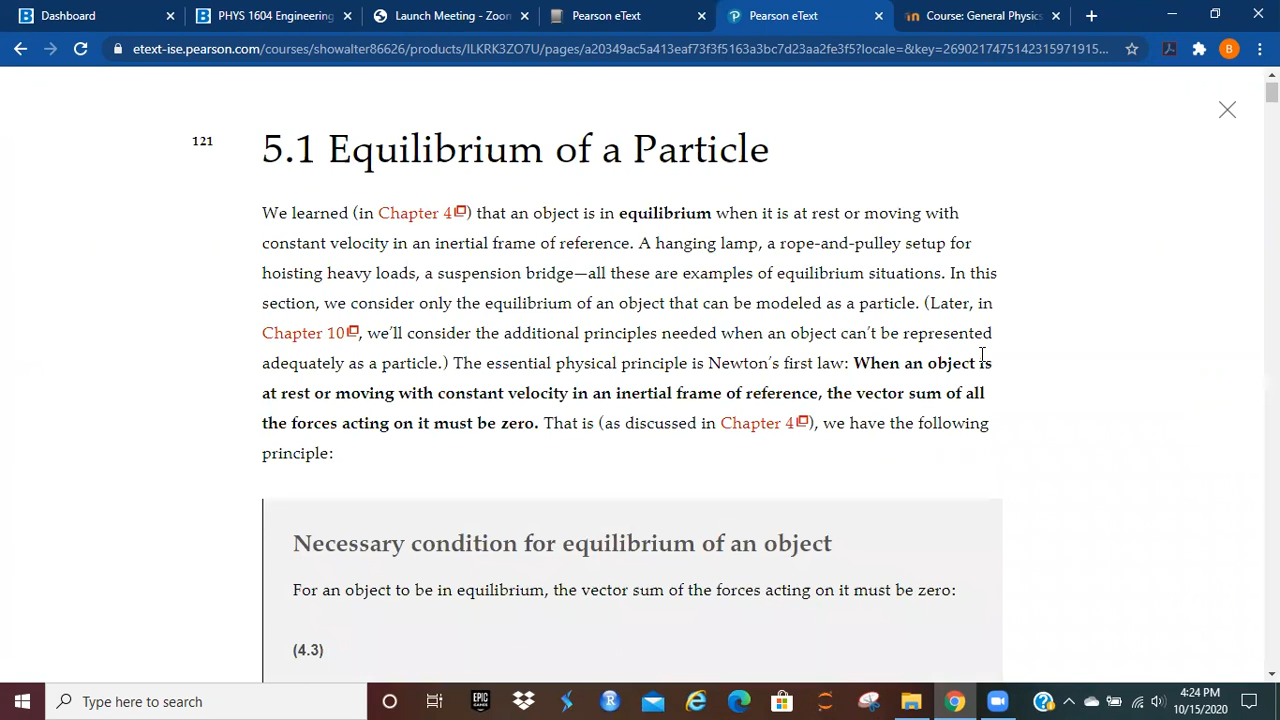 Dashboard
PHYS 1604 Engineering
Launch Meeting - Zoon
Pearson eText
Pearson eText
Course: General Physics
etext-ise.pearson.com/courses/showalter86626/products/ILKRK3ZO7U/pages/a20349ac5a413eaf73f3f5163a3bc7d23aa2fe3f5?locale=&key=2690217475142315971915...
B
121
5.1 Equilibrium of a Particle
We learned (in Chapter 4) that an object is in equilibrium when it is at rest or moving with
constant velocity in an inertial frame of reference. A hanging lamp, a rope-and-pulley setup for
hoisting heavy loads, a suspension bridge—all these are examples of equilibrium situations. In this
section, we consider only the equilibrium of an object that can be modeled as a particle. (Later, in
Chapter 10, we'll consider the additional principles needed when an object can't be represented
adequately as a particle.) The essential physical principle is Newton's first law: When an object is
at rest or moving with constant velocity in an inertial frame of reference, the vector sum of all
the forces acting on it must be zero. That is (as discussed in Chapter 4), we have the following
principle:
Necessary condition for equilibrium of an object
For an object to be in equilibrium, the vector sum of the forces acting on it must be zero:
(4.3)
Type here to search
EPIC
GAMES
R
4:24 PM
10/15/2020